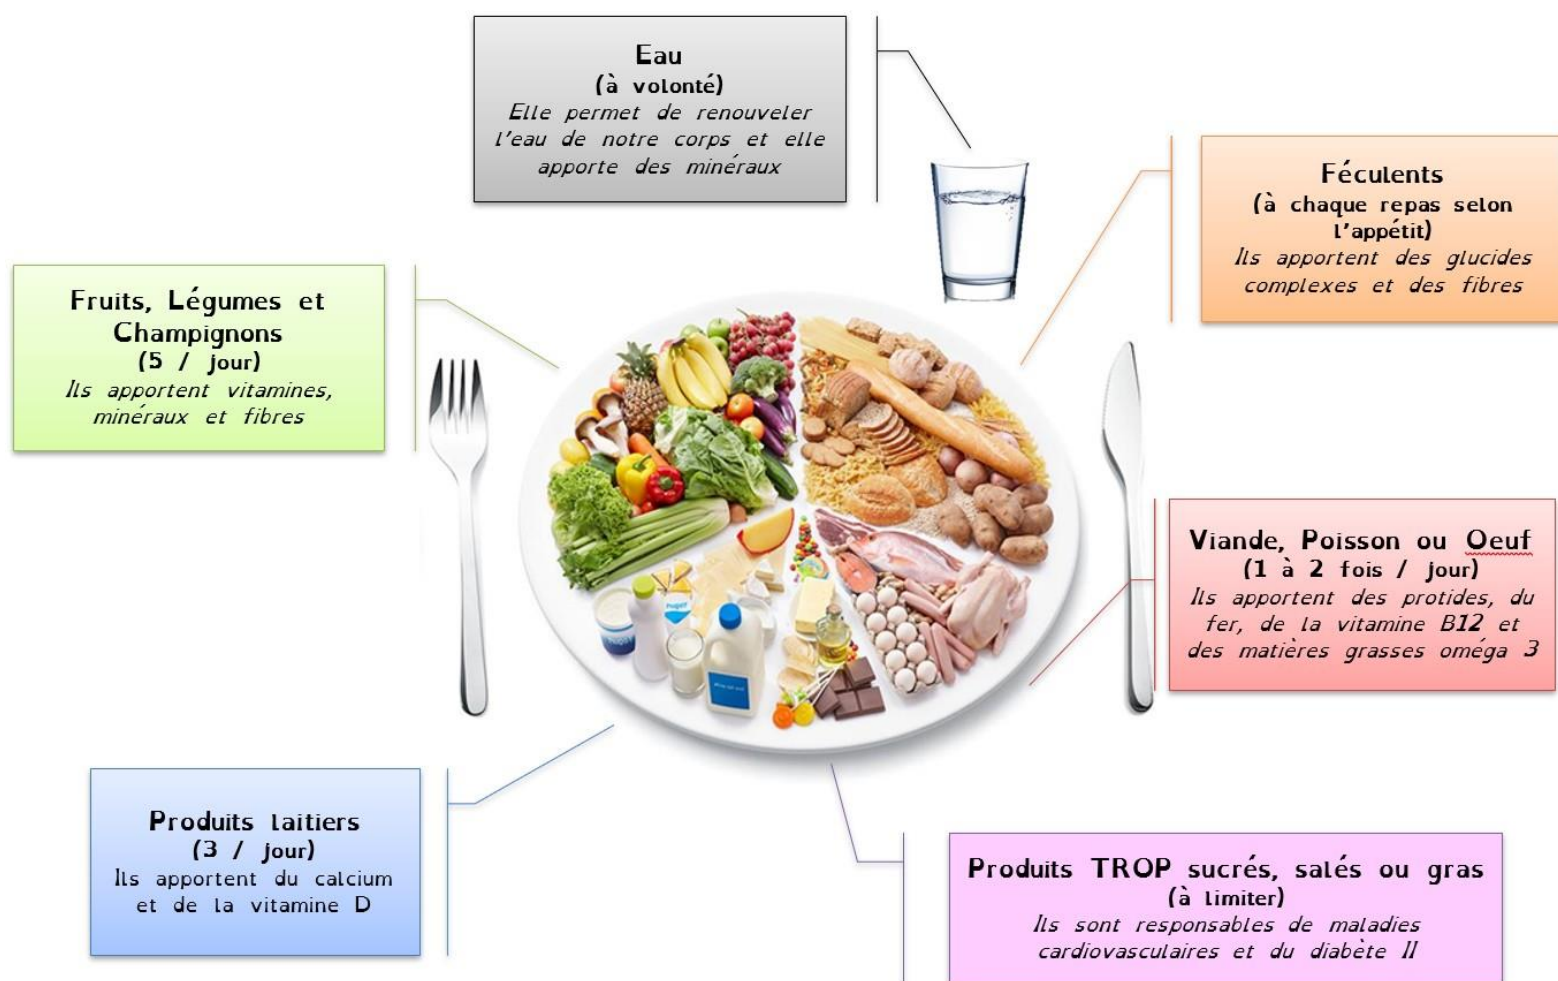 Eau
(à volonté)
Elle permet de renouveler
l'eau de notre corps et elle
apporte des minéraux
Féculents
(à chaque repas selon
l'appétit)
Ils apportent des glucides
complexes et des fibres
Fruits, Légumes et
Champignons
(5 / jour)
Ils apportent vitamines,
minéraux et fibres
Viande, Poisson ou Oeuf
(1 à 2 fois / jour)
Ils apportent des protides, du
fer, de la vitamine B12 et
des matières grasses oméga 3
Produits laitiers
(3 / jour)
Ils apportent du calcium
et de la vitamine D
Produits TROP sucrés, salés ou gras
(à limiter)
Ils sont responsables de maladies
cardiovasculaires et du diabète II